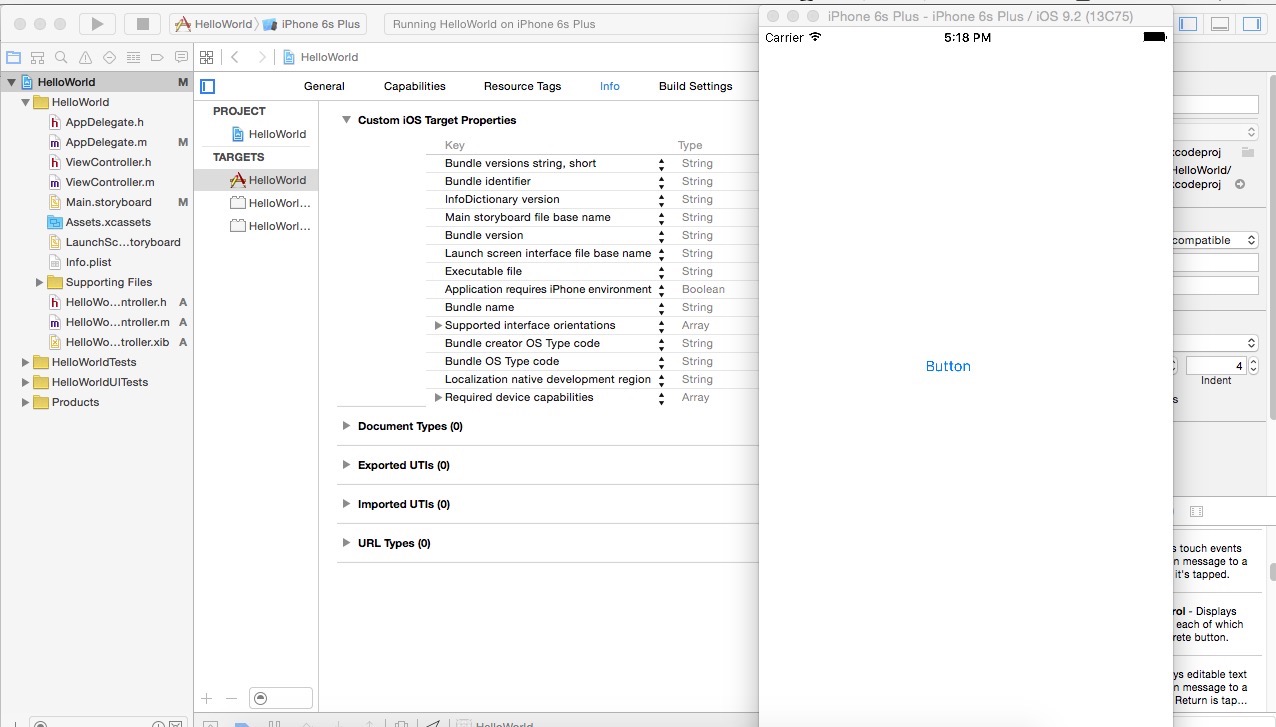 HelloWorld iPhone 6s Plus
Running HelloWorld on iPhone 6s Plus
iPhone 6s Plus - iPhone 6s Plus / iOS 9.2 (13C75)
Carrier 5:18 PM
HelloWorld
HelloWorld M
General Capabilities Resource Tags Info Build Settings
HelloWorld
h AppDelegate.h
m AppDelegate.m M
h ViewController.h
m ViewController.m
Main.storyboard M
Assets.xcassets
LaunchSc...toryboard
Info.plist
Supporting Files
h HelloWo...ntroller.h A
m HelloWo...ntroller.m A
HelloWo...troller.xib A
HelloWorldTests
HelloWorldUITests
Products
PROJECT
HelloWorld
TARGETS
HelloWorld
HelloWorl...
HelloWorl...
Custom iOS Target Properties
Key Type
Bundle versions string, short String
Bundle identifier String
InfoDictionary version String
Main storyboard file base name String
Bundle version String
Launch screen interface file base name String
Executable file String
Application requires iPhone environment Boolean
Bundle name String
Supported interface orientations Array
Bundle creator OS Type code String
Bundle OS Type code String
Localization native development region String
Required device capabilities Array
Document Types (0)
Exported UTIs (0)
Imported UTIs (0)
URL Types (0)
HelloWorld
Button
xcodeproj
HelloWorld/
xcodeproj
compatible
4
Indent
s
s touch events
n message to a
it's tapped.
rol - Displays
each of which
rete button.
ys editable text
n message to a
Return is tap...